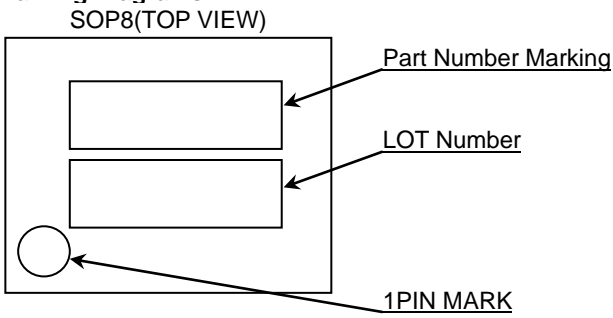 SOP8(TOP VIEW)
Part Number Marking
LOT Number
1PIN MARK